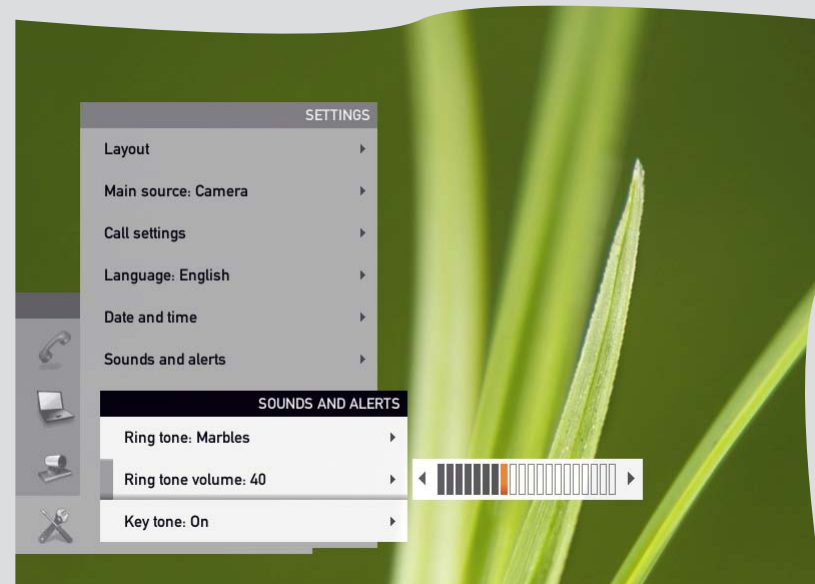 SETTINGS
Layout
Main source: Camera
Call settings
Language: English
Date and time
Sounds and alerts
SOUNDS AND ALERTS
Ring tone: Marbles
Ring tone volume: 40
Key tone: On